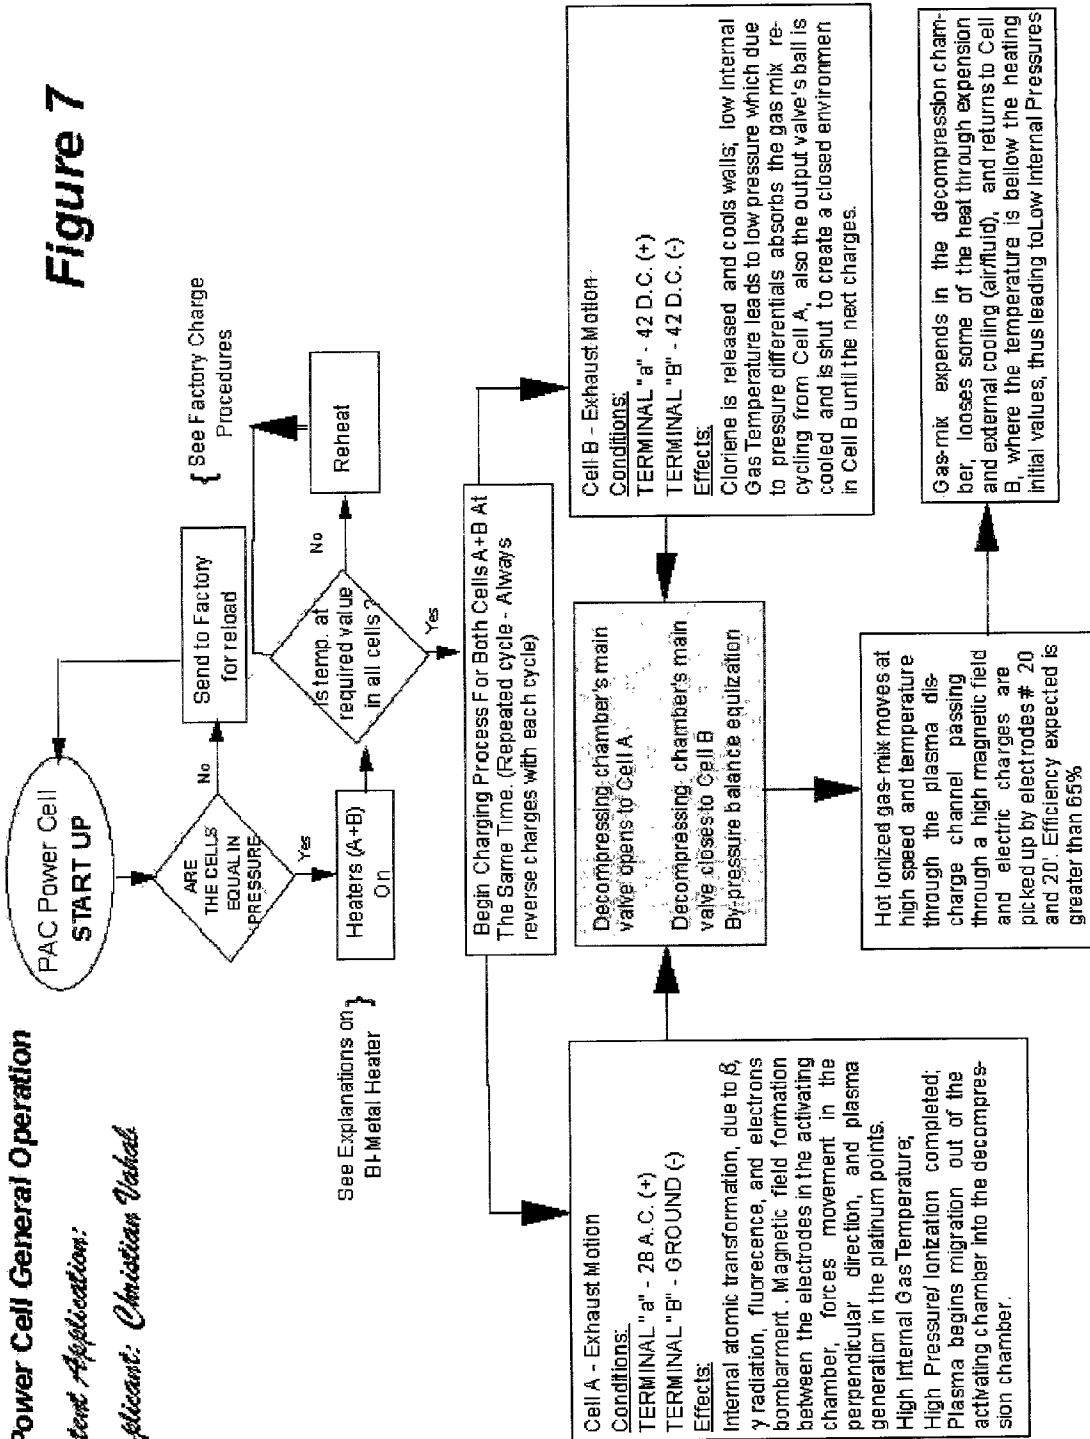 Power Cell General Operation
tent Application:
plicant: Christian
Figure 7
PAC Power Cell
START UP
ARE
THE CELLS
EQUAL IN
PRESSURE
No
Yes
Send to Factory
for reload
{ See Factory Charge
Procedures
See Explanations on }
Bi-Metal Heater
Heaters (A+B)
On
Is temp. at
required value
in all cells ?
No
Yes
Reheat
Begin Charging Process For Both Cells A+B At
The Same Time. (Repeated cycle - Always
reverse charges with each cycle)
Cell A - Exhaust Motion
Conditions:
TERMINAL "a" - 28 A.C. (+)
TERMINAL "B" - GROUND (-)
Effects:
Internal atomic transformation, due to β,
γ radiation, fluorecence, and electrons
bombarment. Magnetic field formation
between the electrodes in the activating
chamber, forces movement in the
perpendicular direction, and plasma
generation in the platinum points.
High Internal Gas Temperature;
High Pressure/ Ionization completed;
Plasma begins migration out of the
activating chamber into the decompres-
sion chamber.
Decompressing chamber's main
valve opens to Cell A
Decompressing chamber's main
valve closes to Cell B
By pressure balance equlization
Cell B - Exhaust Motion
Conditions:
TERMINAL "a" - 42 D.C. (+)
TERMINAL "B" - 42 D.C. (-)
Effects:
Cloriene is released and cools walls; low Internal
Gas Temperature leads to low pressure which due
to pressure differentials absorbs the gas mix re-
cycling from Cell A, also the output valve's ball is
cooled and is shut to create a closed environmen
in Cell B until the next charges.
Hot Ionized gas-mix moves at
high speed and temperature
through the plasma dis-
charge channel passing
through a high magnetic field
and electric charges are
picked up by electrodes # 20
and 20'. Efficiency expected is
greater than 65%
Gas-mix expends in the decompression cham-
ber, looses some of the heat through expension
and external cooling (air/fluid), and returns to Cell
B, where the temperature is bellow the heating
initial values, thus leading toLow Internal Pressures